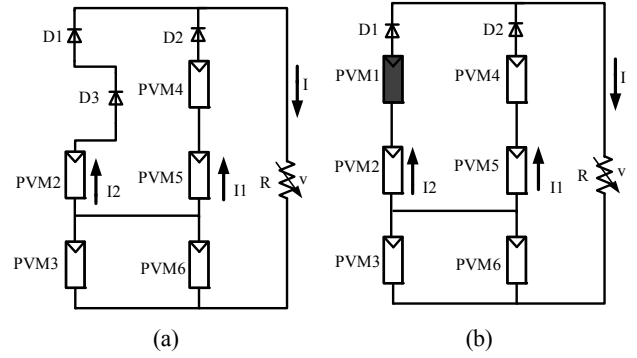 D1
D2
D3
PVM4
I
PVM2
I2
PVM5
I1
R
v
PVM3
PVM6
(a)
D1
D2
PVM1
PVM4
I
PVM2
I2
PVM5
I1
R
v
PVM3
PVM6
(b)